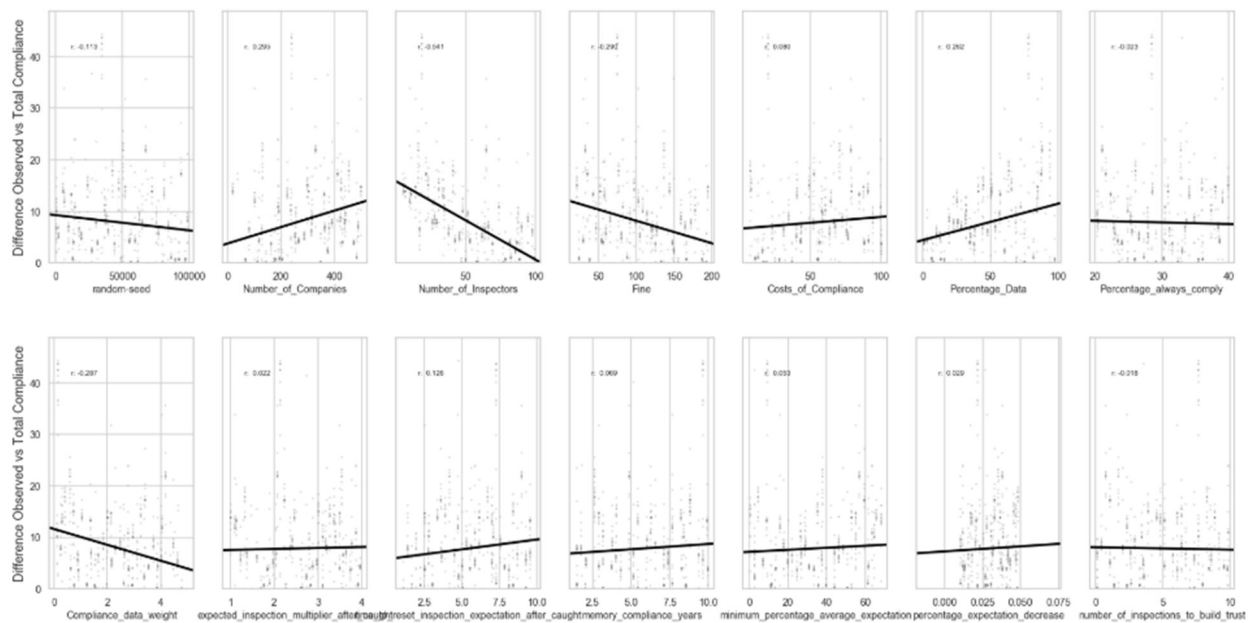 Difference Observed vs Total Compliance
40
30
20
10
0
r: -0.113
r: 0.295
r: -0.541
r: -0.290
r: 0.080
r: 0.262
r: -0.023
0 50000 100000
0 200 400
50 100
50 100 150 200
50 100
0 50 100
20 30 40
random-seed
Number_of_Companies
Number_of_Inspectors
Fine
Costs_of_Compliance
Percentage_Data
Percentage_always_comply
Difference Observed vs Total Compliance
40
30
20
10
0
r: -0.287
r: 0.022
r: 0.126
r: 0.069
r: 0.053
r: 0.029
r: -0.018
0 2 4
1 2 3 4
2.5 5.0 7.5 10.0
2.5 5.0 7.5 10.0
0 20 40 60
0.000 0.025 0.050 0.075
0 5 10
Compliance_data_weight
expected_inspection_multiplier_after_caught
reset_inspection_expectation_after_caught
memory_compliance_years
minimum_percentage_average_expectation
percentage_expectation_decrease
number_of_inspections_to_build_trust